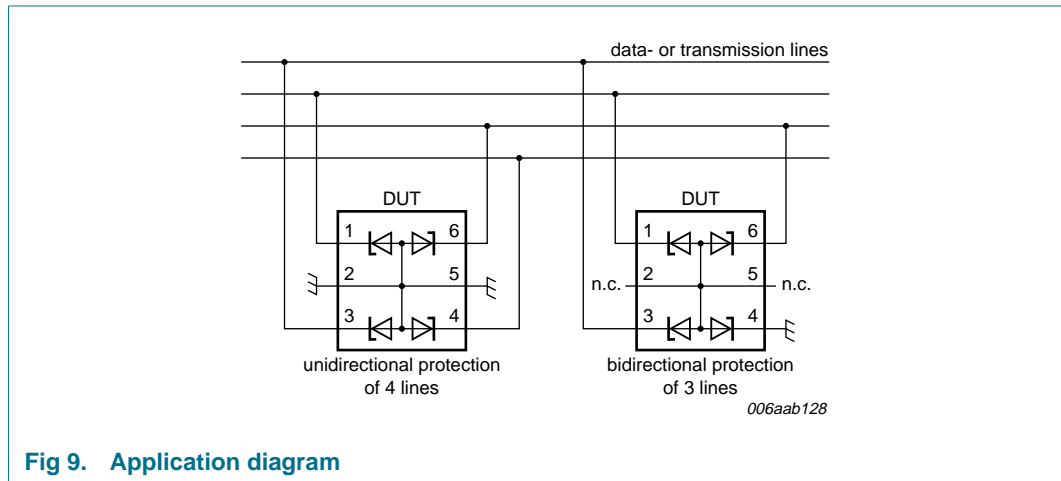 data- or transmission lines
DUT
1
6
2
5
3
4
unidirectional protection
of 4 lines
DUT
1
6
n.c.
2
5
n.c.
3
4
bidirectional protection
of 3 lines
006aab128
Fig 9. Application diagram